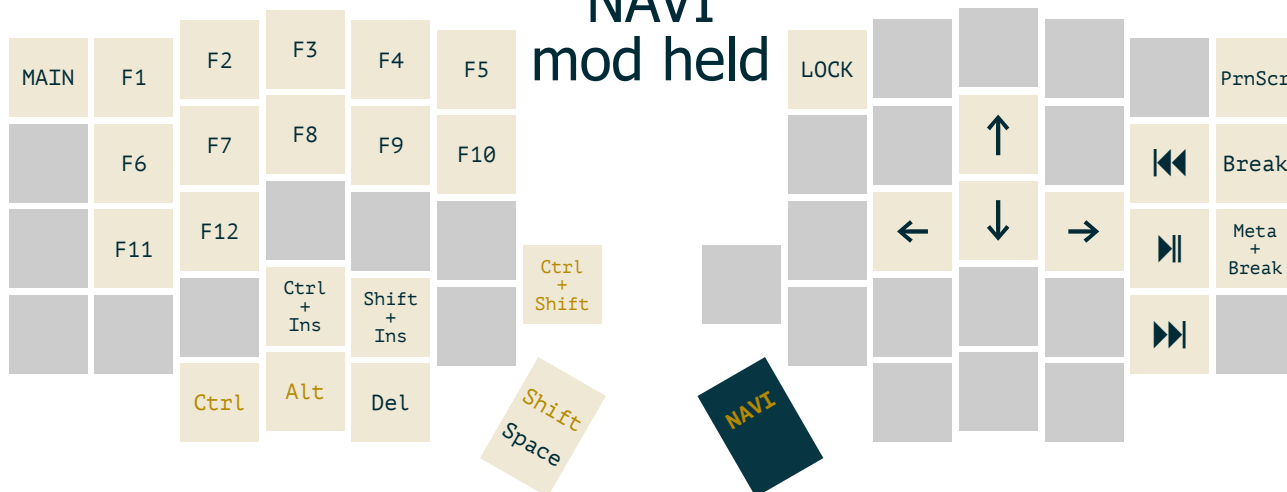 NAVI
mod held
MAIN
F1
F2
F3
F4
F5
LOCK
PrnScr
F6
F7
F8
F9
F10
↑
Break
F11
F12
←
↓
→
Meta
+
Break
Ctrl
+
Ins
Shift
+
Ins
Ctrl
+
Shift
Ctrl
Alt
Del
Shift
Space
NAVI